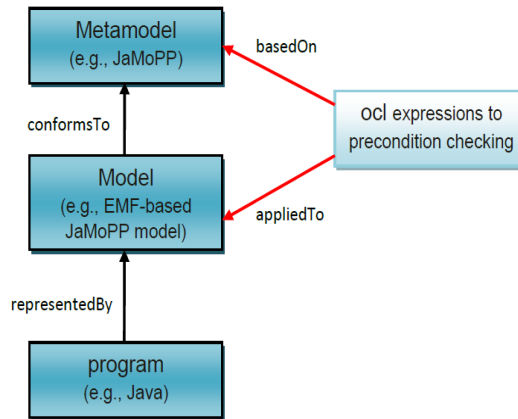 Metamodel
(e.g., JaMoPP)
basedOn
ocl expressions to
precondition checking
conformsTo
Model
(e.g., EMF-based
JaMoPP model)
appliedTo
representedBy
program
(e.g., Java)